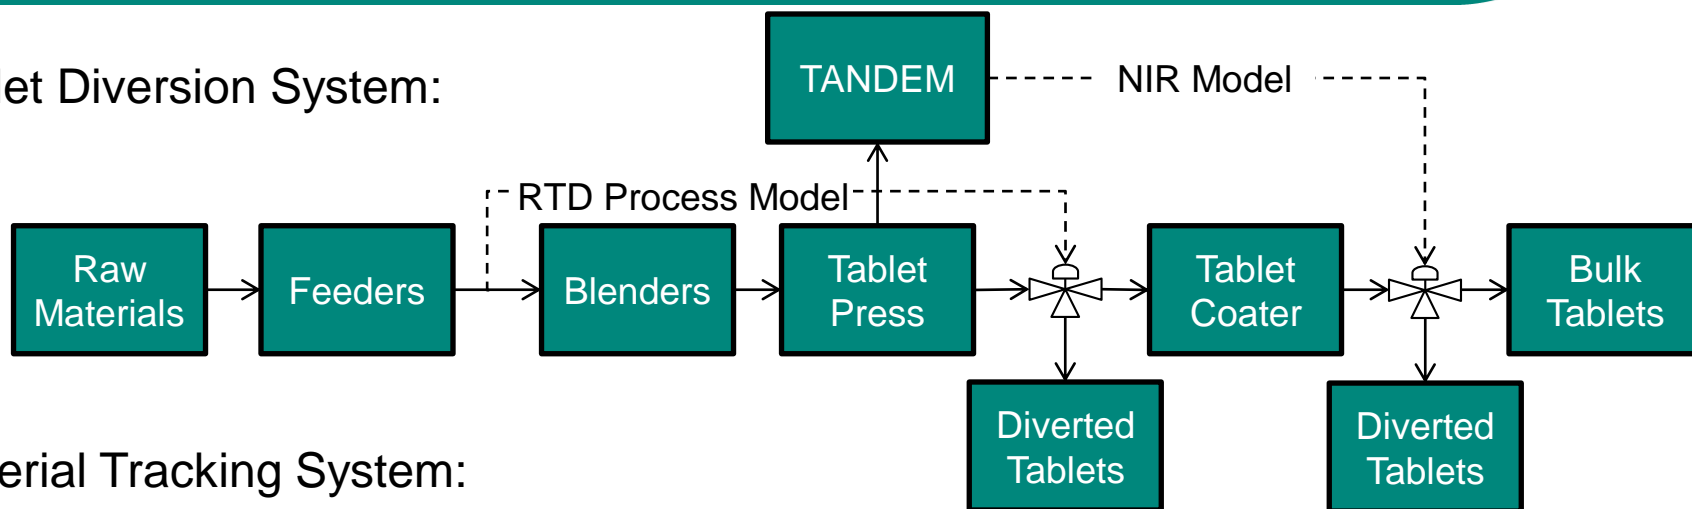 TANDEM
NIR Model
let Diversion System:
RTD Process Model
Raw
Materials
Feeders
Blenders
Tablet
Press
Tablet
Coater
Bulk
Tablets
Diverted
Tablets
Diverted
Tablets
erial Tracking System: